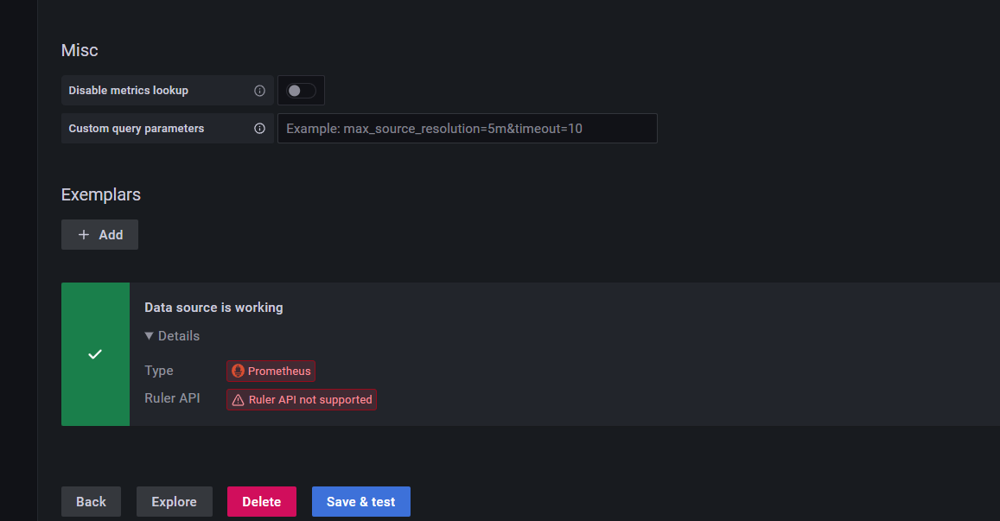 Misc
Disable metrics lookup
Custom query parameters Example: max_source_resolution=5m&timeout=10
Exemplars
+ Add
Data source is working
Details
Type Prometheus
Ruler API Ruler API not supported
Back Explore Delete Save & test